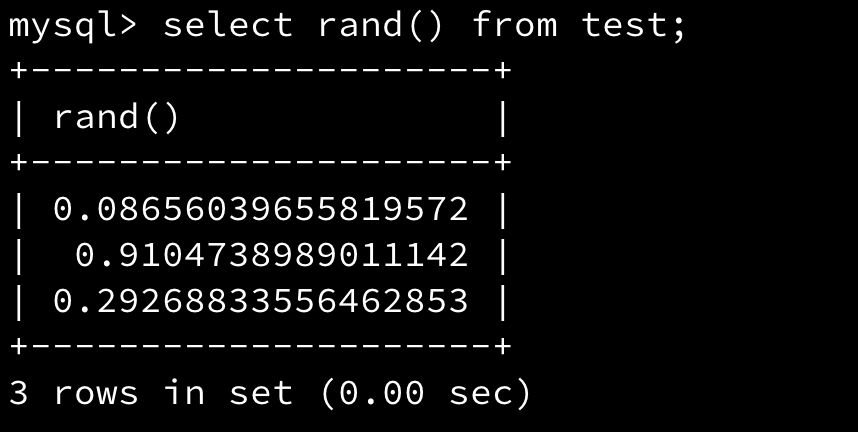 mysql> select rand() from test;
+---------------------+
| rand()              |
+---------------------+
| 0.08656039655819572 |
|  0.9104738989011142 |
| 0.29268833556462853 |
+---------------------+
3 rows in set (0.00 sec)